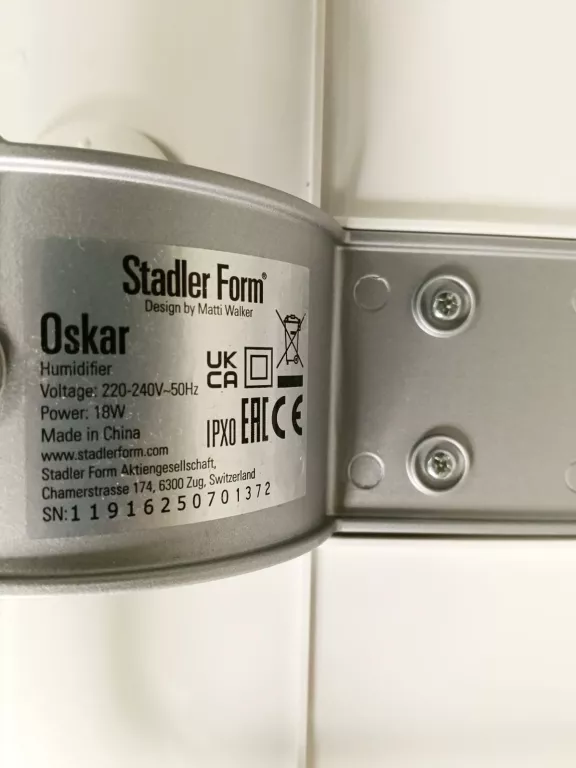 Stadler Form®
Design by Matti Walker
Oskar
Humidifier
Voltage: 220-240V~50Hz
Power: 18W
Made in China
www.stadlerform.com
Stadler Form Aktiengesellschaft,
Chamerstrasse 174, 6300 Zug, Switzerland
SN: 11916250701372
UK
CA
IPX0 EAC CE